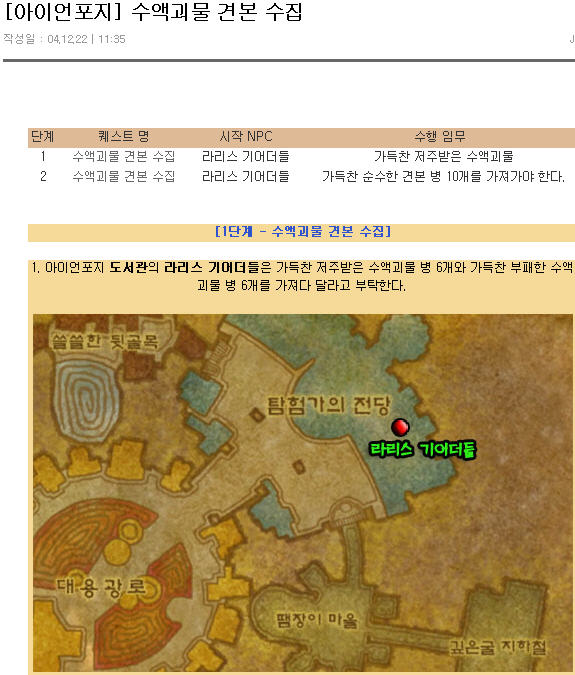 [아이언포지] 수액괴물 견본 수집
작성일 : 04.12.22 | 11:35
J
단계 퀘스트 명 시작 NPC 수행 임무
1 수액괴물 견본 수집 라리스 기어더들 가득찬 저주받은 수액괴물
2 수액괴물 견본 수집 라리스 기어더들 가득찬 순수한 견본 병 10개를 가져가야 한다.
[1단계 - 수액괴물 견본 수집]
1. 아이언포지 도서관의 라리스 기어더들은 가득찬 저주받은 수액괴물 병 6개와 가득찬 부패한 수액
괴물 병 6개를 가져다 달라고 부탁한다.
쓸쓸한 뒷골목
탐험가의 전당
라리스 기어더들
대용광로
땜장이 마을
깊은굴 지하철